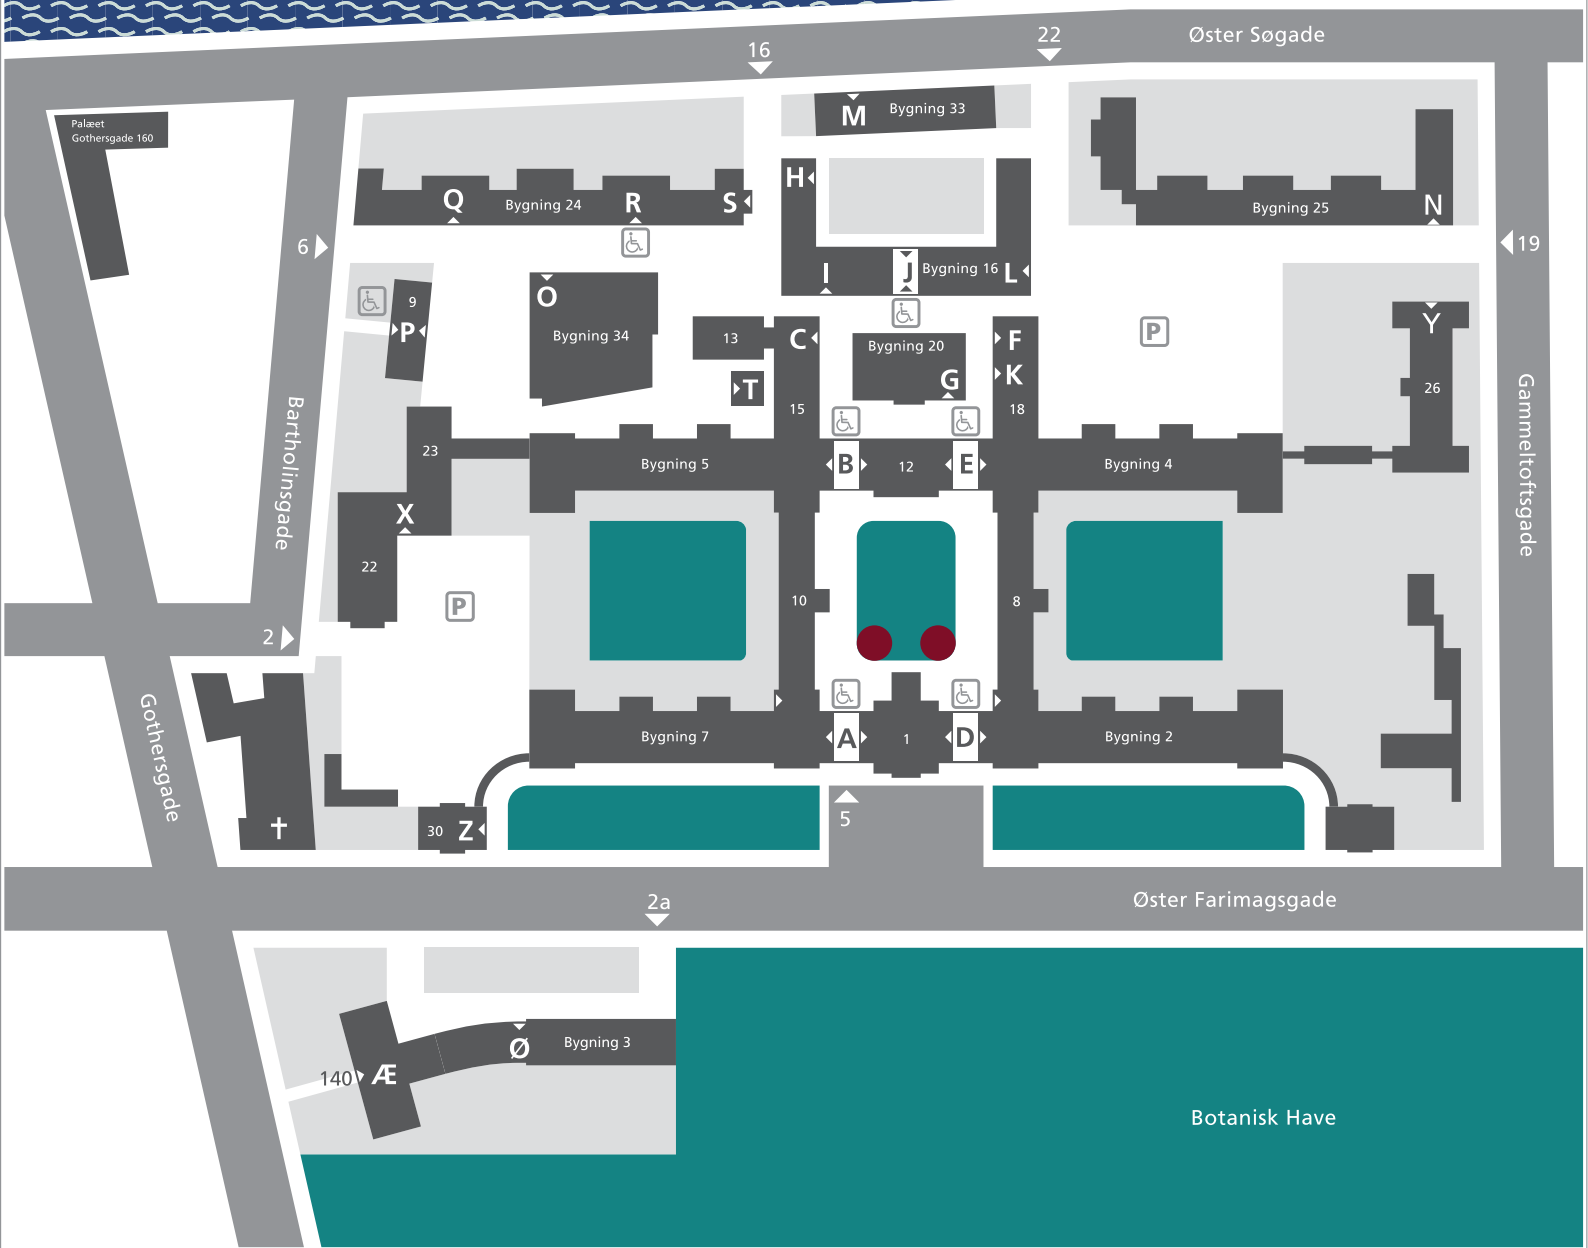 16
22
Øster Søgade
Palæet
Gothersgade 160
M
Bygning 33
H
Q
Bygning 24
R
S
Bygning 25
N
6
19
9
P
O
Bygning 34
I
J
Bygning 16
L
13
C
T
15
Bygning 20
G
F
K
18
P
Y
26
Bartholinsgade
Gammeltoftsgade
23
X
22
Bygning 5
B
12
E
Bygning 4
P
10
8
2
Gothersgade
Bygning 7
A
1
D
Bygning 2
30
Z
5
2a
Øster Farimagsgade
140
Æ
Ø
Bygning 3
Botanisk Have